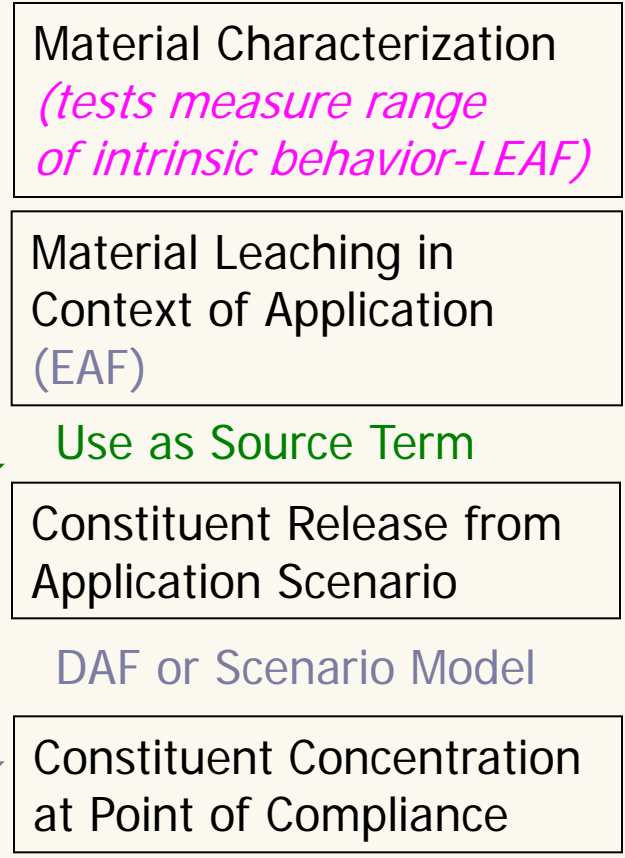 Material Characterization
(tests measure range
of intrinsic behavior-LEAF)
Material Leaching in
Context of Application
(EAF)
Use as Source Term
Constituent Release from
Application Scenario
DAF or Scenario Model
Constituent Concentration
at Point of Compliance